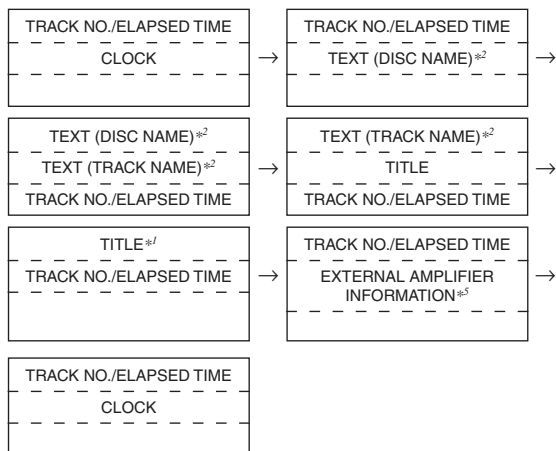 TRACK NO./ELAPSED TIME
CLOCK
→
TRACK NO./ELAPSED TIME
TEXT (DISC NAME)*2
→
TEXT (DISC NAME)*2
TEXT (TRACK NAME)*2
TRACK NO./ELAPSED TIME
→
TEXT (TRACK NAME)*2
TITLE
TRACK NO./ELAPSED TIME
→
TITLE*1
TRACK NO./ELAPSED TIME
→
TRACK NO./ELAPSED TIME
EXTERNAL AMPLIFIER
INFORMATION*5
→
TRACK NO./ELAPSED TIME
CLOCK